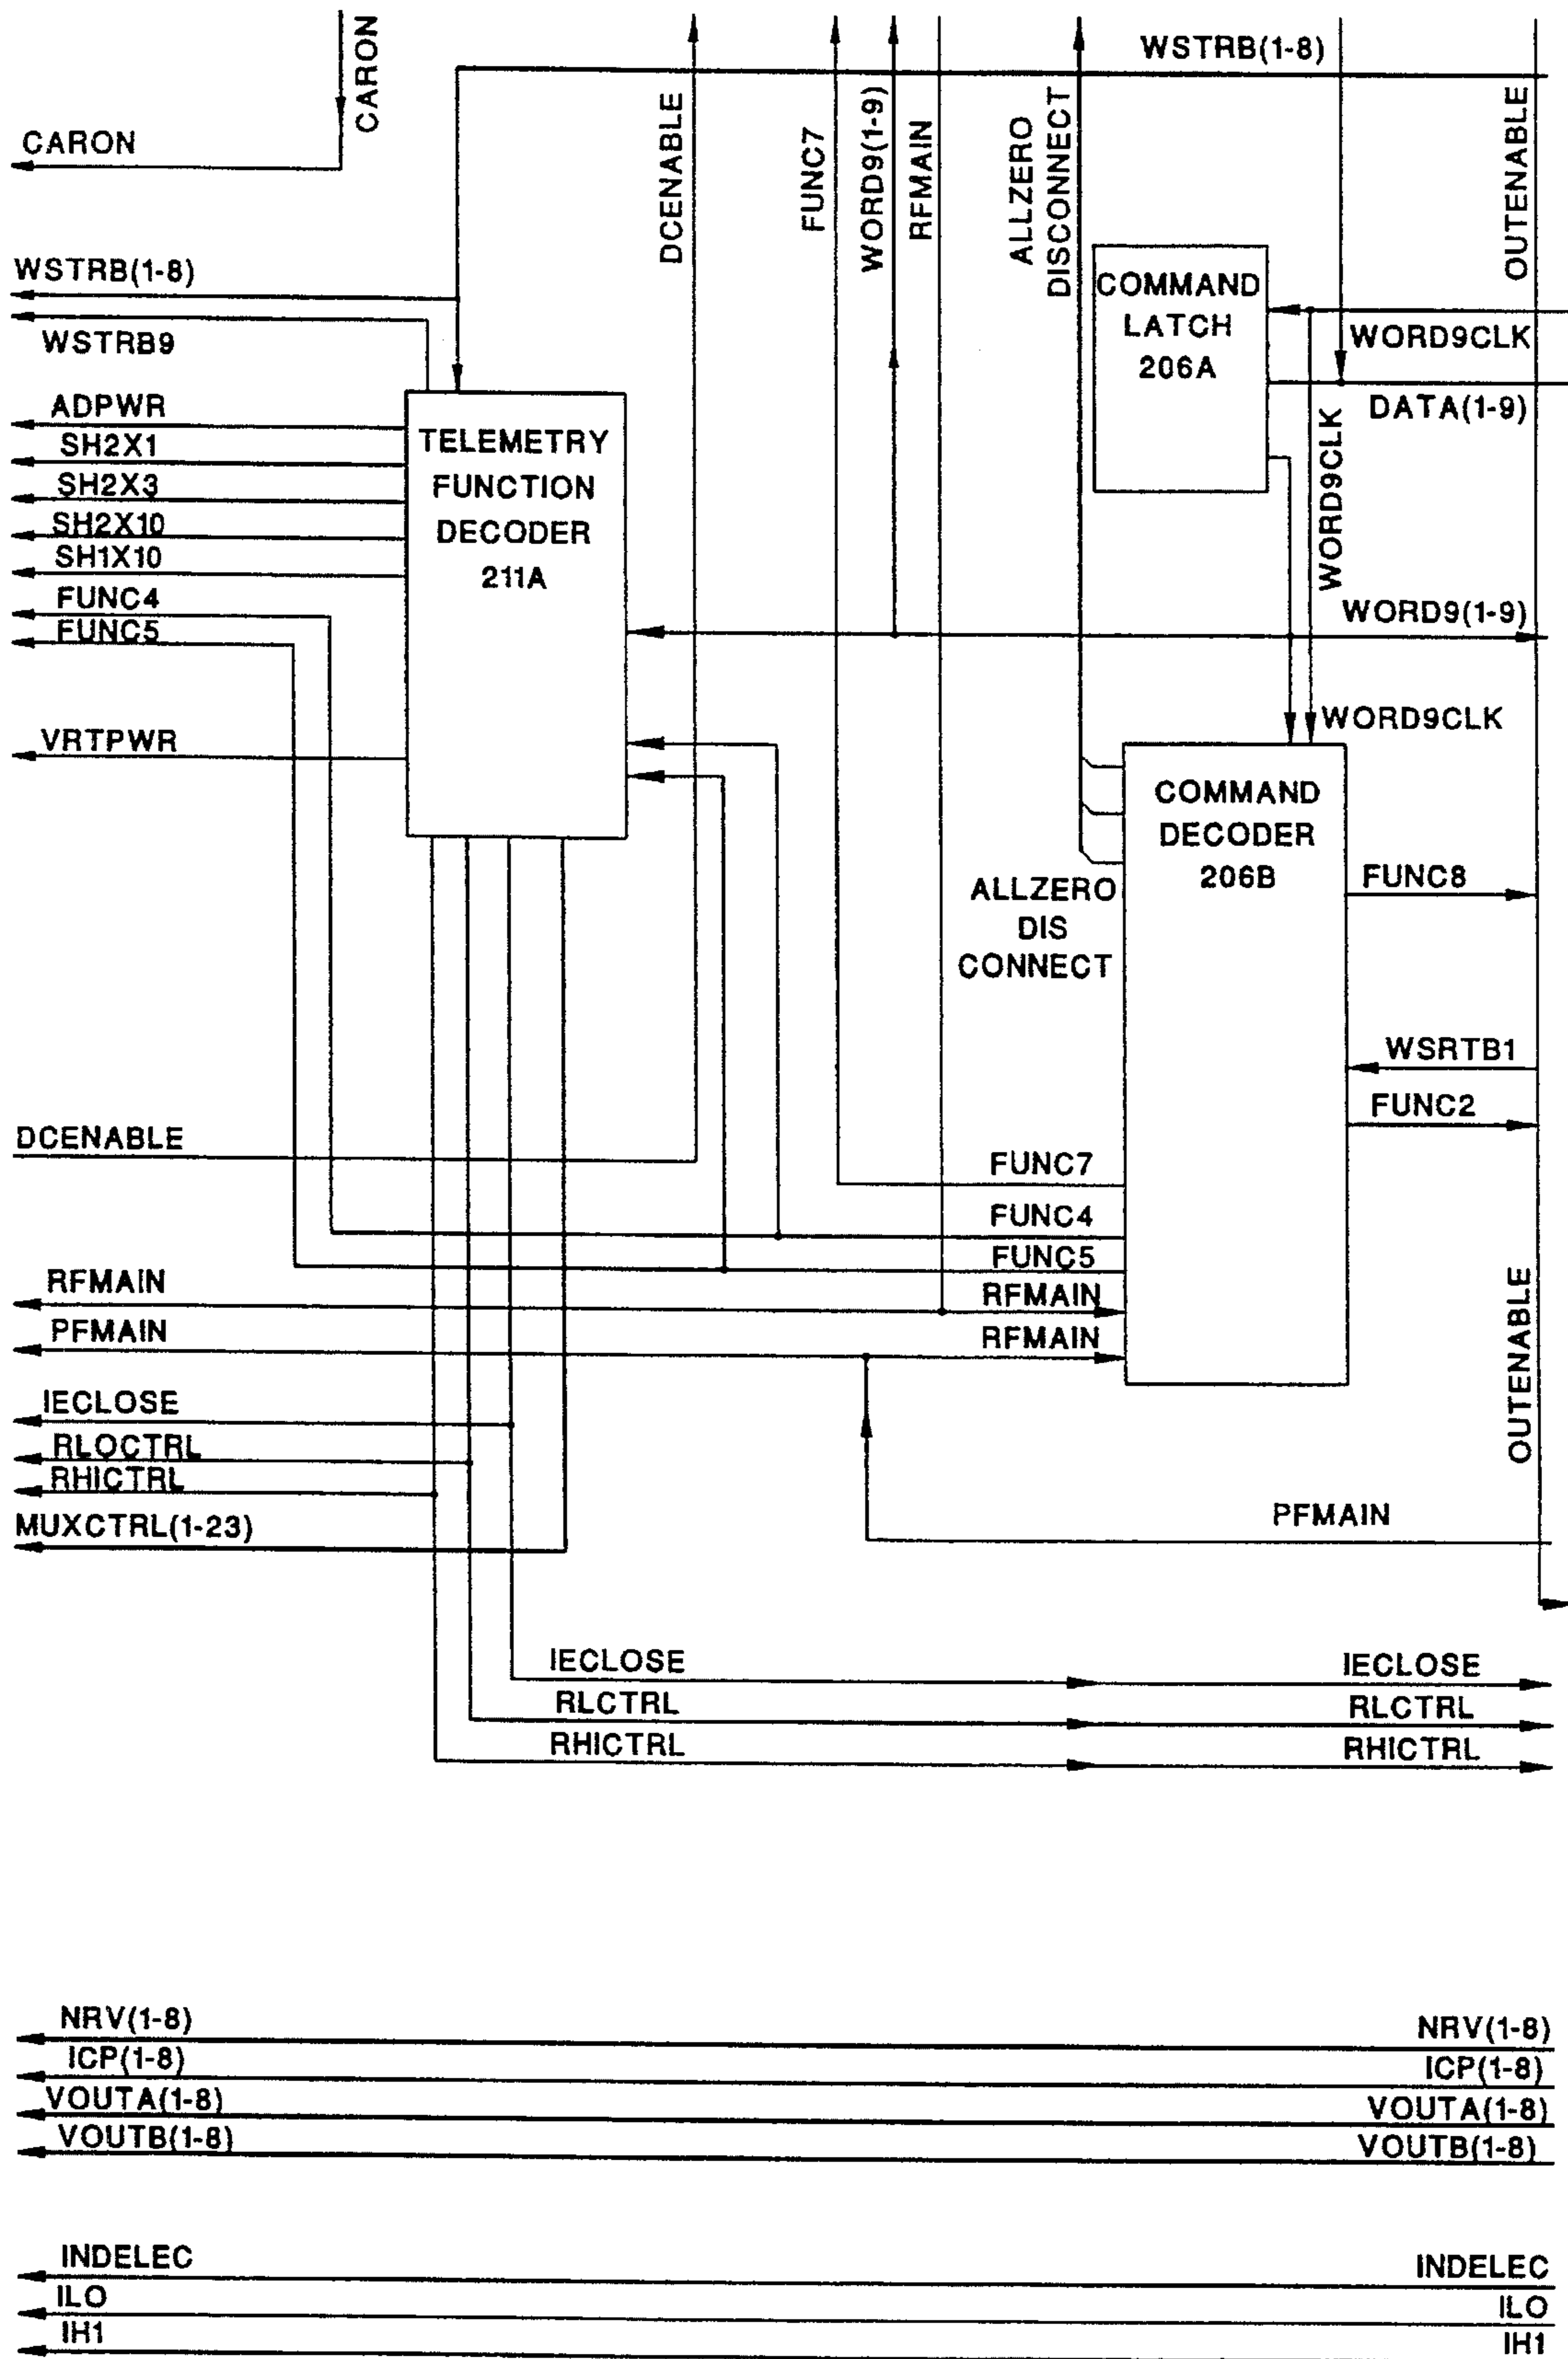 CARON
CARON
DCENABLE
FUNC7
WORD9(1-9)
RFMAIN
ALLZERO
DISCONNECT
WSTRB(1-8)
OUTENABLE
WSTRB(1-8)
WSTRB9
ADPWR
SH2X1
SH2X3
SH2X10
SH1X10
FUNC4
FUNC5
VRTPWR
TELEMETRY
FUNCTION
DECODER
211A
COMMAND
LATCH
206A
WORD9CLK
DATA(1-9)
WORD9CLK
WORD9(1-9)
WORD9CLK
COMMAND
DECODER
206B
ALLZERO
DIS
CONNECT
FUNC8
WSRTB1
FUNC2
DCENABLE
FUNC7
FUNC4
FUNC5
RFMAIN
RFMAIN
PFMAIN
RFMAIN
OUTENABLE
IECLOSE
RLOCTRL
RHICTRL
MUXCTRL(1-23)
PFMAIN
IECLOSE
IECLOSE
RLCTRL
RLCTRL
RHICTRL
RHICTRL
NRV(1-8)
NRV(1-8)
ICP(1-8)
ICP(1-8)
VOUTA(1-8)
VOUTA(1-8)
VOUTB(1-8)
VOUTB(1-8)
INDELEC
INDELEC
ILO
ILO
IH1
IH1